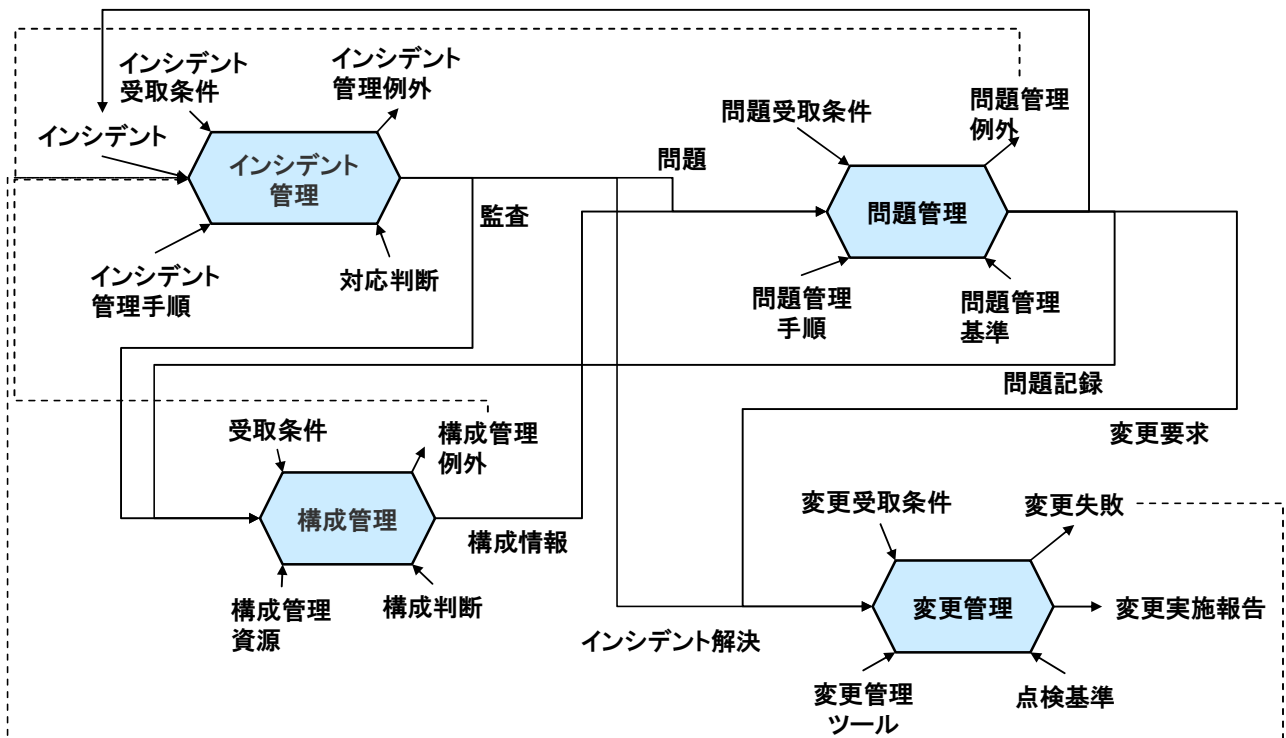 インシデント
受取条件
インシデント
管理例外
インシデント
インシデント
管理
インシデント
管理手順
対応判断
監査
問題
問題受取条件
問題管理
例外
問題管理
問題管理
手順
問題管理
基準
問題記録
変更要求
受取条件
構成管理
例外
構成管理
構成情報
構成管理
資源
構成判断
インシデント解決
変更受取条件
変更失敗
変更管理
変更実施報告
変更管理
ツール
点検基準